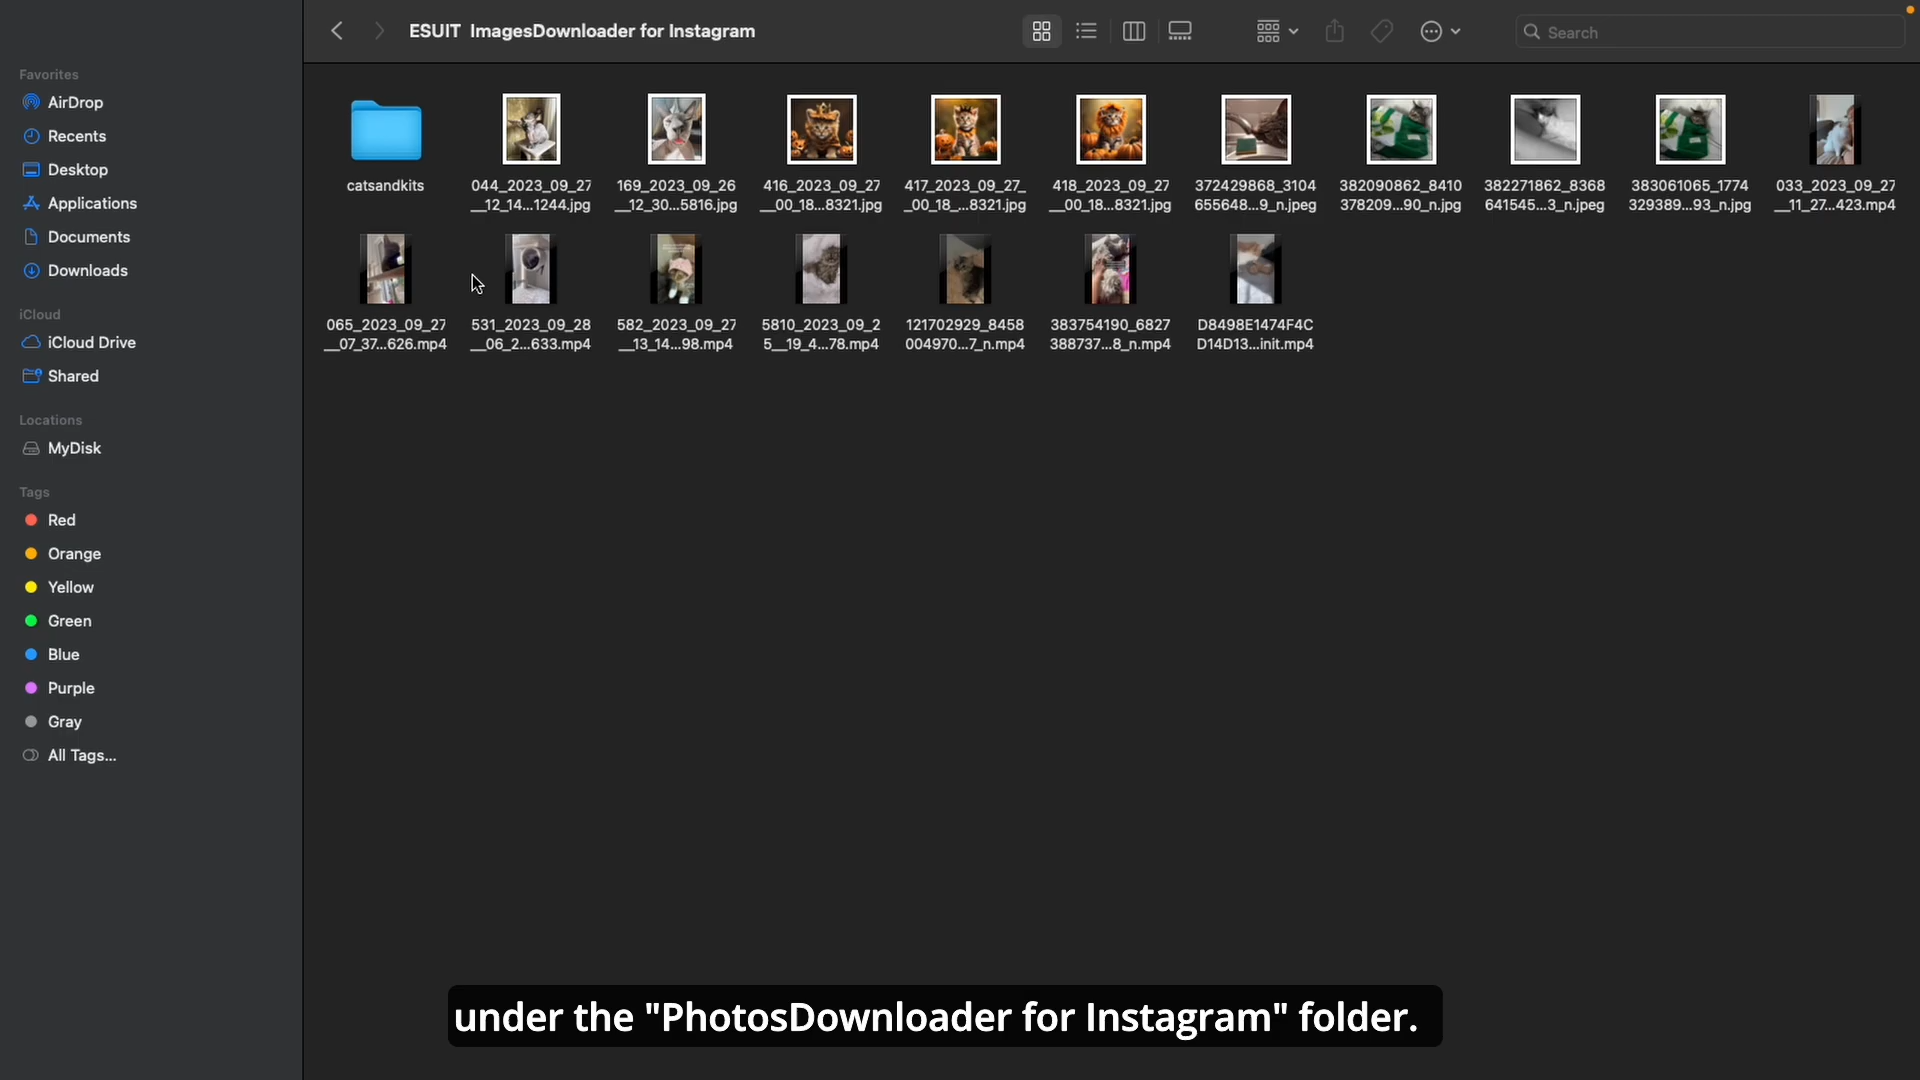 ESUIT ImagesDownloader for Instagram
Search
Favorites
AirDrop
Recents
Desktop
Applications
Documents
Downloads
iCloud
iCloud Drive
Shared
Locations
MyDisk
Tags
Red
Orange
Yellow
Green
Blue
Purple
Gray
All Tags...
catsandkits
044_2023_09_27
__12_14...1244.jpg
169_2023_09_26
__12_30...5816.jpg
416_2023_09_27
__00_18...8321.jpg
417_2023_09_27_
_00_18_...8321.jpg
418_2023_09_27
__00_18...8321.jpg
372429868_3104
655648...9_n.jpeg
382090862_8410
378209...90_n.jpg
382271862_8368
641545...3_n.jpeg
383061065_1774
329389...93_n.jpg
033_2023_09_27
__11_27...423.mp4
065_2023_09_27
__07_37...626.mp4
531_2023_09_28
__06_2...633.mp4
582_2023_09_27
__13_14...98.mp4
5810_2023_09_2
5__19_4...78.mp4
121702929_8458
004970...7_n.mp4
383754190_6827
388737...8_n.mp4
D8498E1474F4C
D14D13...init.mp4
under the "PhotosDownloader for Instagram" folder.